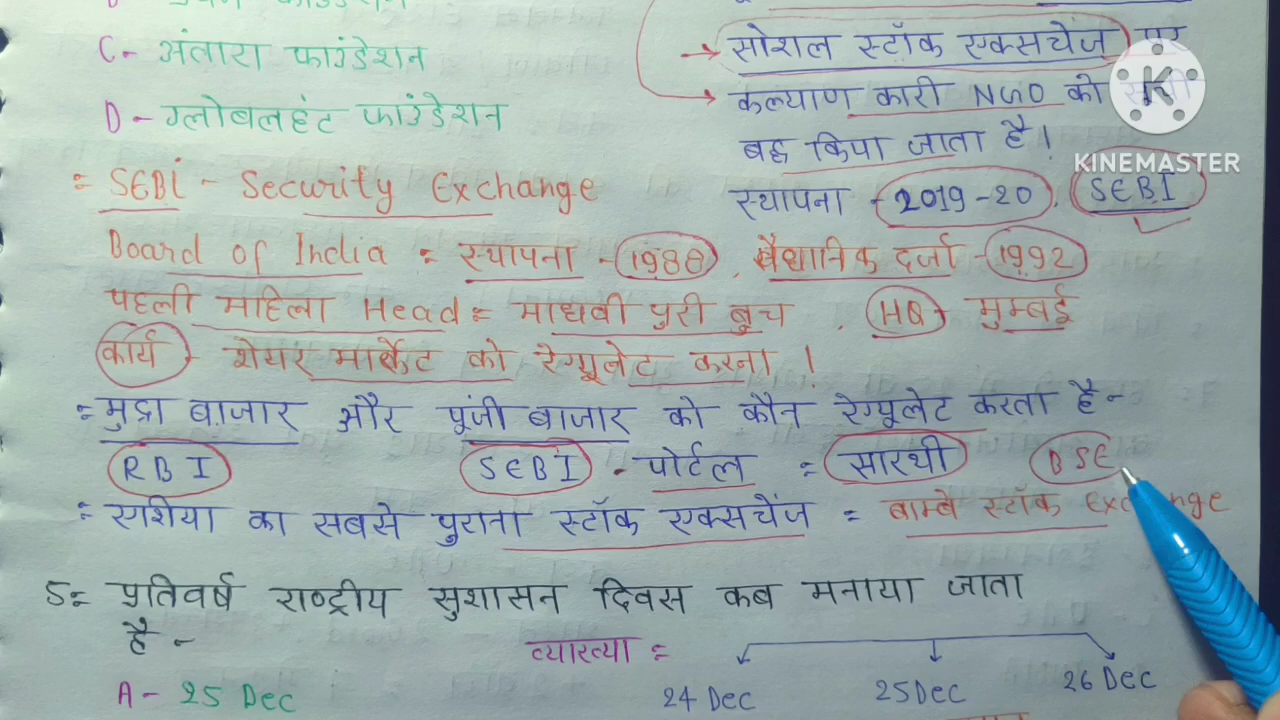 C- अंतारा फाउंडेशन
D - ग्लोबलहंट फाउंडेशन
→ सोशल स्टॉक एक्सचेंज पर
→ कल्याण कारी NGO को
बद्द किया जाता है।
स्थापना - 2019-20. SEBI
KINEMASTER
= SEBI - Security Exchange
Board of India = स्थापना - 1988, वैधानिक दर्जा - 1992
पहली महिला Head = माधवी पुरी बुच. HQ - मुम्बई
कार्य - शेयर मार्केट को रेग्यूलेट करना!
= मुद्रा बाज़ार और पूंजी बाजार को कौन रेग्यूलेट करता है -
RBI SEBI - पोर्टल = सारथी BSE
= एशिया का सबसे पुराना स्टॉक एक्सचेंज = बाम्बे स्टॉक Exchange
5= प्रतिवर्ष राष्ट्रीय सुशासन दिवस कब मनाया जाता
है -
व्याख्या =
A - 25 Dec
24 Dec 25 Dec 26 Dec